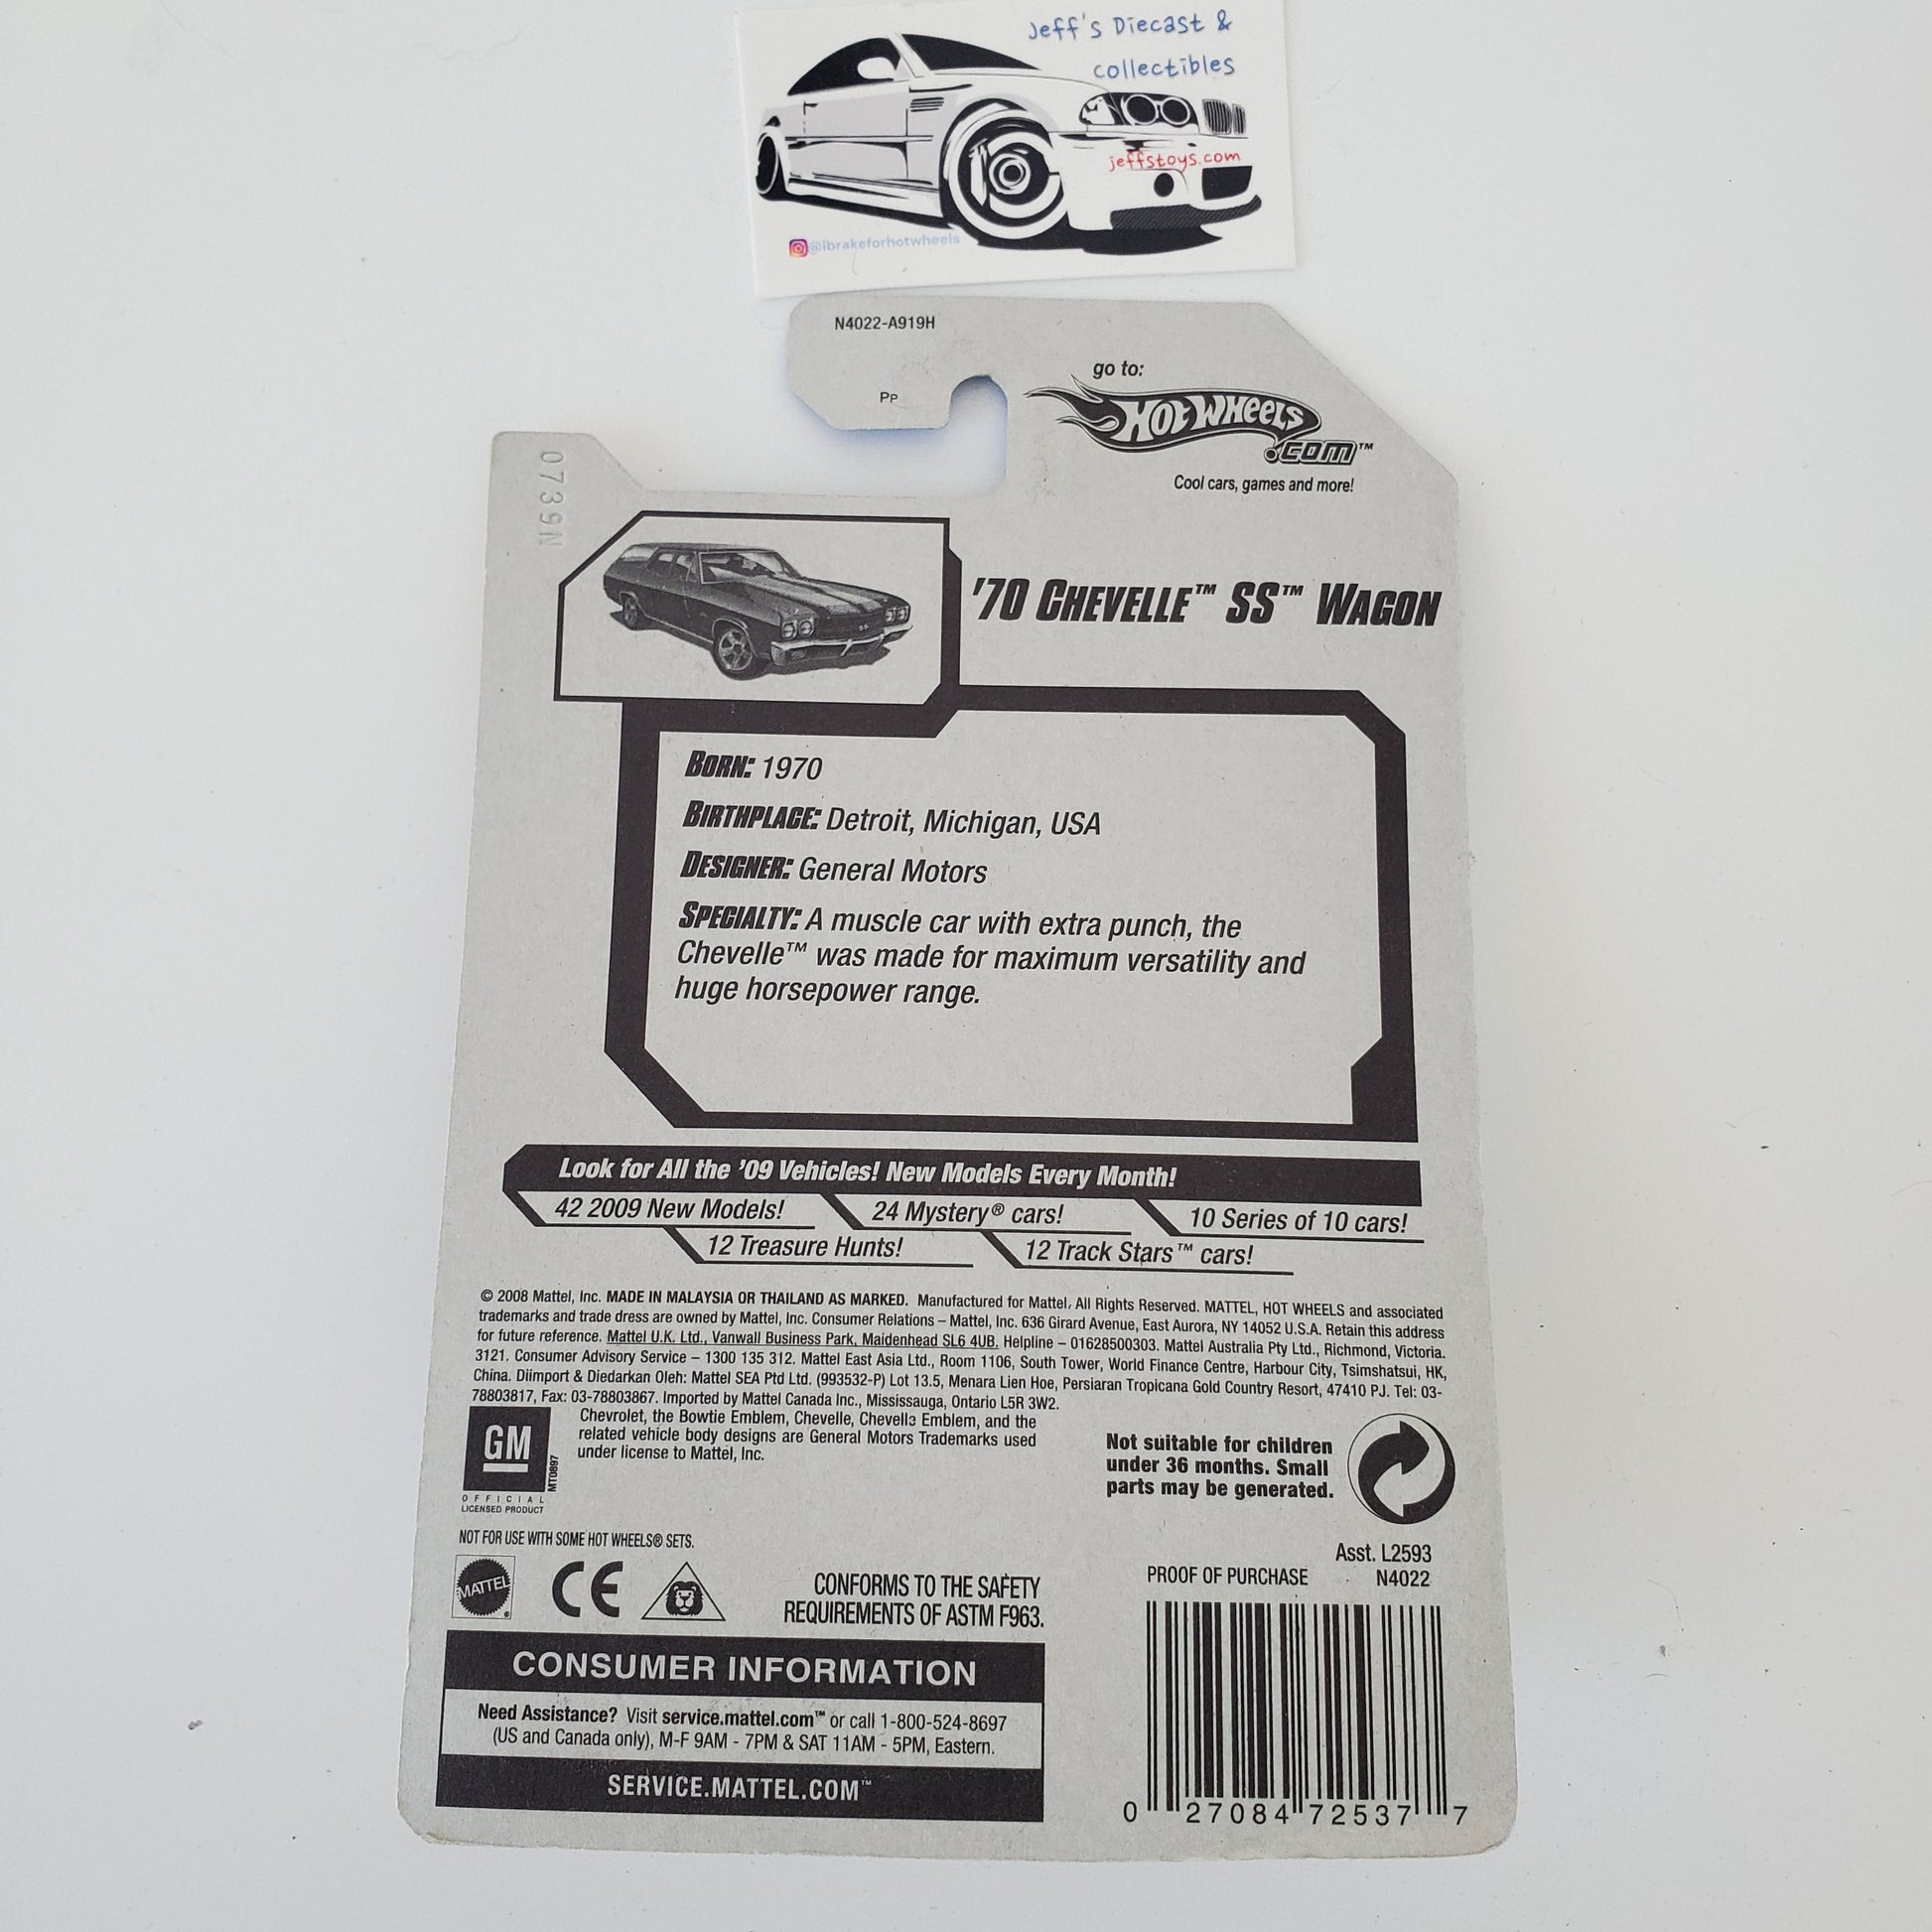 Jeff's Diecast &
collectibles
jeffstoys.com
@ibrakeforhotwheels
N4022-A919H
PP
go to:
HOT WHEELS
.COM™
Cool cars, games and more!
0739N
'70 CHEVELLE™ SS™ WAGON
BORN: 1970
BIRTHPLACE: Detroit, Michigan, USA
DESIGNER: General Motors
SPECIALTY: A muscle car with extra punch, the
Chevelle™ was made for maximum versatility and
huge horsepower range.
Look for All the '09 Vehicles! New Models Every Month!
42 2009 New Models! 24 Mystery® cars! 10 Series of 10 cars!
12 Treasure Hunts! 12 Track Stars™ cars!
© 2008 Mattel, Inc. MADE IN MALAYSIA OR THAILAND AS MARKED. Manufactured for Mattel. All Rights Reserved. MATTEL, HOT WHEELS and associated
trademarks and trade dress are owned by Mattel, Inc. Consumer Relations – Mattel, Inc. 636 Girard Avenue, East Aurora, NY 14052 U.S.A. Retain this address
for future reference. Mattel U.K. Ltd., Vanwall Business Park, Maidenhead SL6 4UB. Helpline – 01628500303. Mattel Australia Pty Ltd., Richmond, Victoria.
3121. Consumer Advisory Service – 1300 135 312. Mattel East Asia Ltd., Room 1106, South Tower, World Finance Centre, Harbour City, Tsimshatsui, HK,
China. Diimport & Diedarkan Oleh: Mattel SEA Ptd Ltd. (993532-P) Lot 13.5, Menara Lien Hoe, Persiaran Tropicana Gold Country Resort, 47410 PJ. Tel: 03-
78803817, Fax: 03-78803867. Imported by Mattel Canada Inc., Mississauga, Ontario L5R 3W2.
GM
MT0897
OFFICIAL
LICENSED PRODUCT
Chevrolet, the Bowtie Emblem, Chevelle, Chevelle Emblem, and the
related vehicle body designs are General Motors Trademarks used
under license to Mattel, Inc.
Not suitable for children
under 36 months. Small
parts may be generated.
NOT FOR USE WITH SOME HOT WHEELS® SETS.
MATTEL
CE
CONFORMS TO THE SAFETY
REQUIREMENTS OF ASTM F963.
Asst. L2593
PROOF OF PURCHASE N4022
CONSUMER INFORMATION
Need Assistance? Visit service.mattel.com™ or call 1-800-524-8697
(US and Canada only), M-F 9AM - 7PM & SAT 11AM - 5PM, Eastern.
SERVICE.MATTEL.COM™
0 27084 72537 7